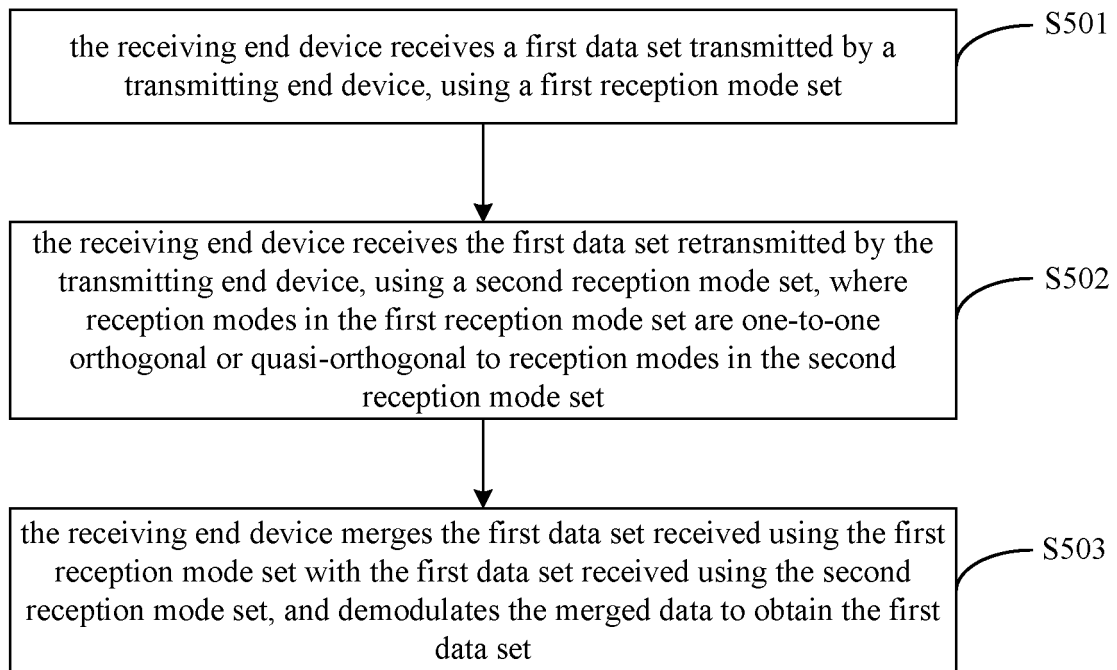 the receiving end device receives a first data set transmitted by a
transmitting end device, using a first reception mode set
S501
the receiving end device receives the first data set retransmitted by the
transmitting end device, using a second reception mode set, where
reception modes in the first reception mode set are one-to-one
orthogonal or quasi-orthogonal to reception modes in the second
reception mode set
S502
the receiving end device merges the first data set received using the first
reception mode set with the first data set received using the second
reception mode set, and demodulates the merged data to obtain the first
data set
S503